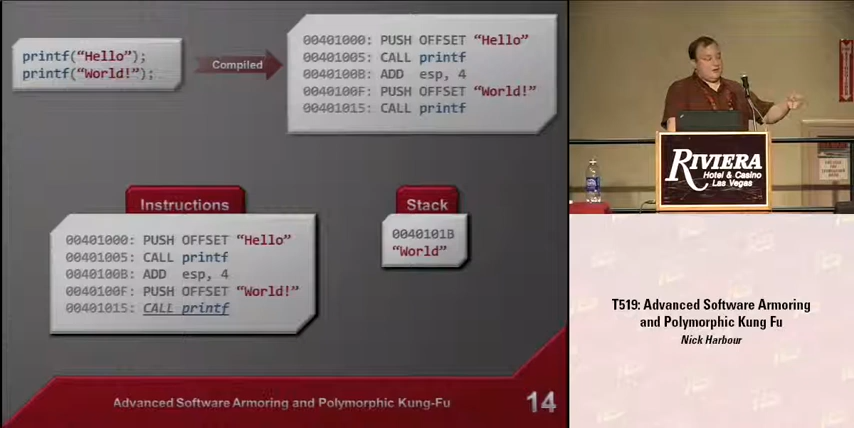 printf("Hello");
printf("World!");
Compiled
00401000: PUSH OFFSET “Hello”
00401005: CALL printf
0040100B: ADD esp, 4
0040100F: PUSH OFFSET “World!”
00401015: CALL printf
Instructions
00401000: PUSH OFFSET “Hello”
00401005: CALL printf
0040100B: ADD esp, 4
0040100F: PUSH OFFSET “World!”
00401015: CALL printf
Stack
0040101B
“World”
Advanced Software Armoring and Polymorphic Kung-Fu
14
RIVIERA
Hotel & Casino
Las Vegas
T519: Advanced Software Armoring
and Polymorphic Kung Fu
Nick Harbour